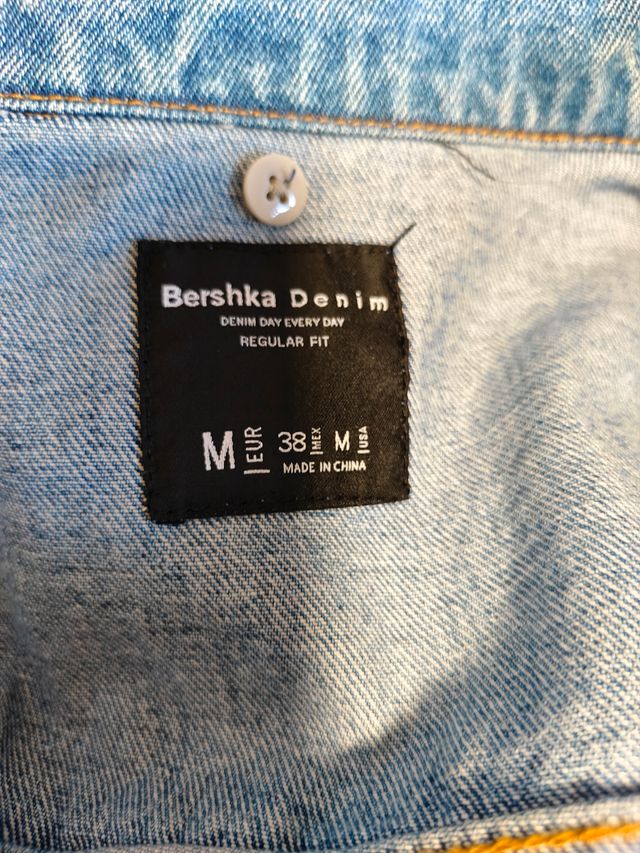 Bershka Denim
DENIM DAY EVERY DAY
REGULAR FIT
M EUR 38 MEX M USA
MADE IN CHINA